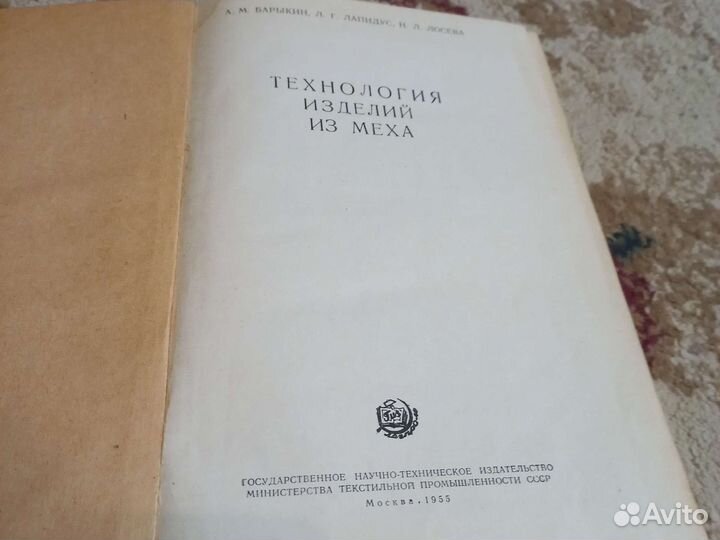 А. М. БАРЫКИН, Л. Г. ЛАПИДУС, Н. Л. ЛОСЕВА
ТЕХНОЛОГИЯ
ИЗДЕЛИЙ
ИЗ МЕХА
ГОСУДАРСТВЕННОЕ НАУЧНО-ТЕХНИЧЕСКОЕ ИЗДАТЕЛЬСТВО
МИНИСТЕРСТВА ТЕКСТИЛЬНОЙ ПРОМЫШЛЕННОСТИ СССР
Москва, 1955
Avito